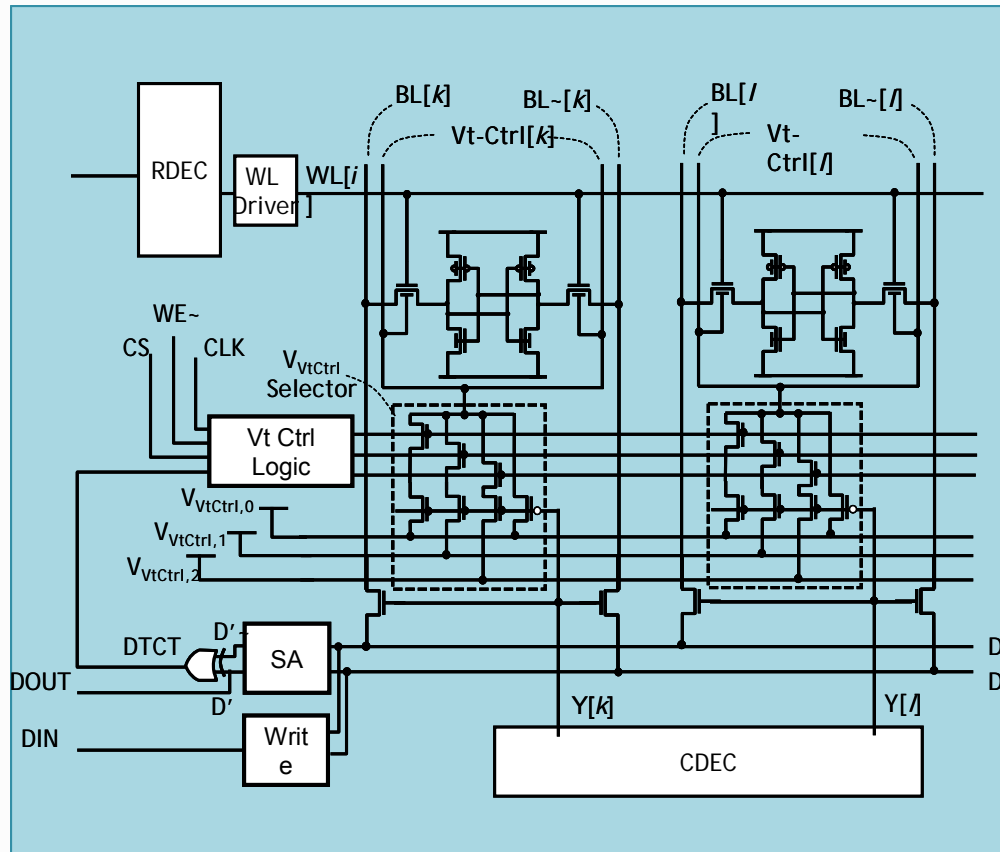 BL[k]
BL~[k]
BL[l
]
BL~[l]
Vt-Ctrl[k]
Vt-
Ctrl[l]
RDEC
WL
Driver
WL[i
]
WE~
CS
CLK
VVtCtrl
Selector
Vt Ctrl
Logic
VVtCtrl,0
VVtCtrl,1
VVtCtrl,2
D'~
DTCT
SA
D
DOUT
D'
D
Y[k]
Y[l]
DIN
Writ
e
CDEC